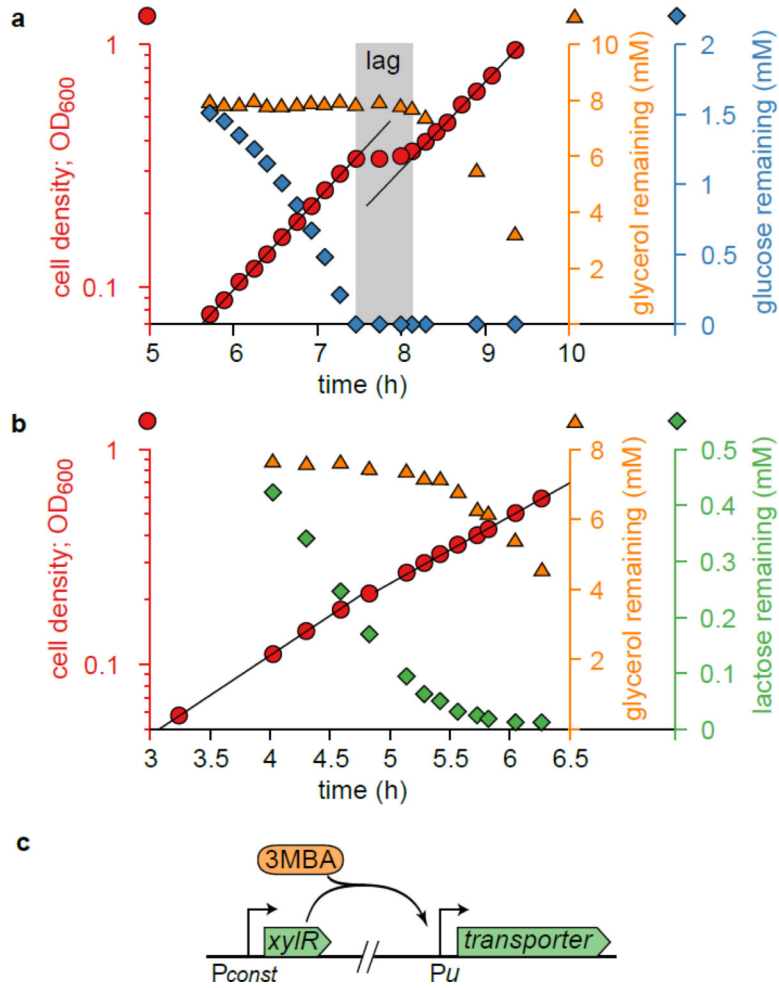 a
lag
1
0.1
cell density; OD600
10
8
6
4
2
glycerol remaining (mM)
2
1.5
1
0.5
0
glucose remaining (mM)
5 6 7 8 9 10
time (h)
b
1
0.1
cell density; OD600
8
6
4
2
glycerol remaining (mM)
0.5
0.4
0.3
0.2
0.1
0
lactose remaining (mM)
3 3.5 4 4.5 5 5.5 6 6.5
time (h)
c
3MBA
xylR
transporter
Pconst
Pu